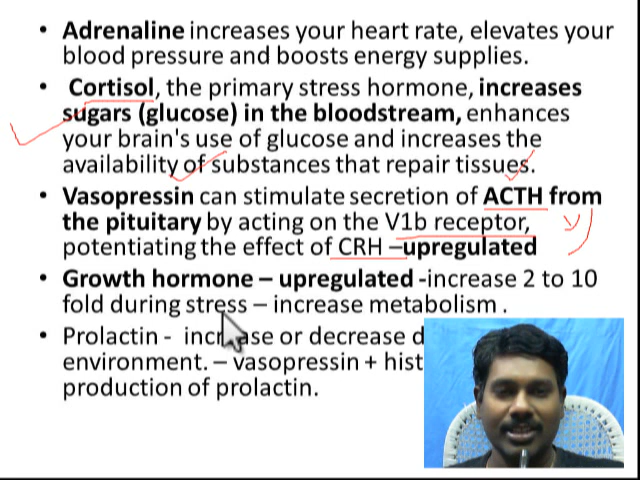 • Adrenaline increases your heart rate, elevates your
blood pressure and boosts energy supplies.
• Cortisol, the primary stress hormone, increases
sugars (glucose) in the bloodstream, enhances
your brain's use of glucose and increases the
availability of substances that repair tissues.
• Vasopressin can stimulate secretion of ACTH from
the pituitary by acting on the V1b receptor,
potentiating the effect of CRH –upregulated
• Growth hormone – upregulated -increase 2 to 10
fold during stress – increase metabolism .
• Prolactin - increase or decrease
environment. – vasopressin + hist
production of prolactin.